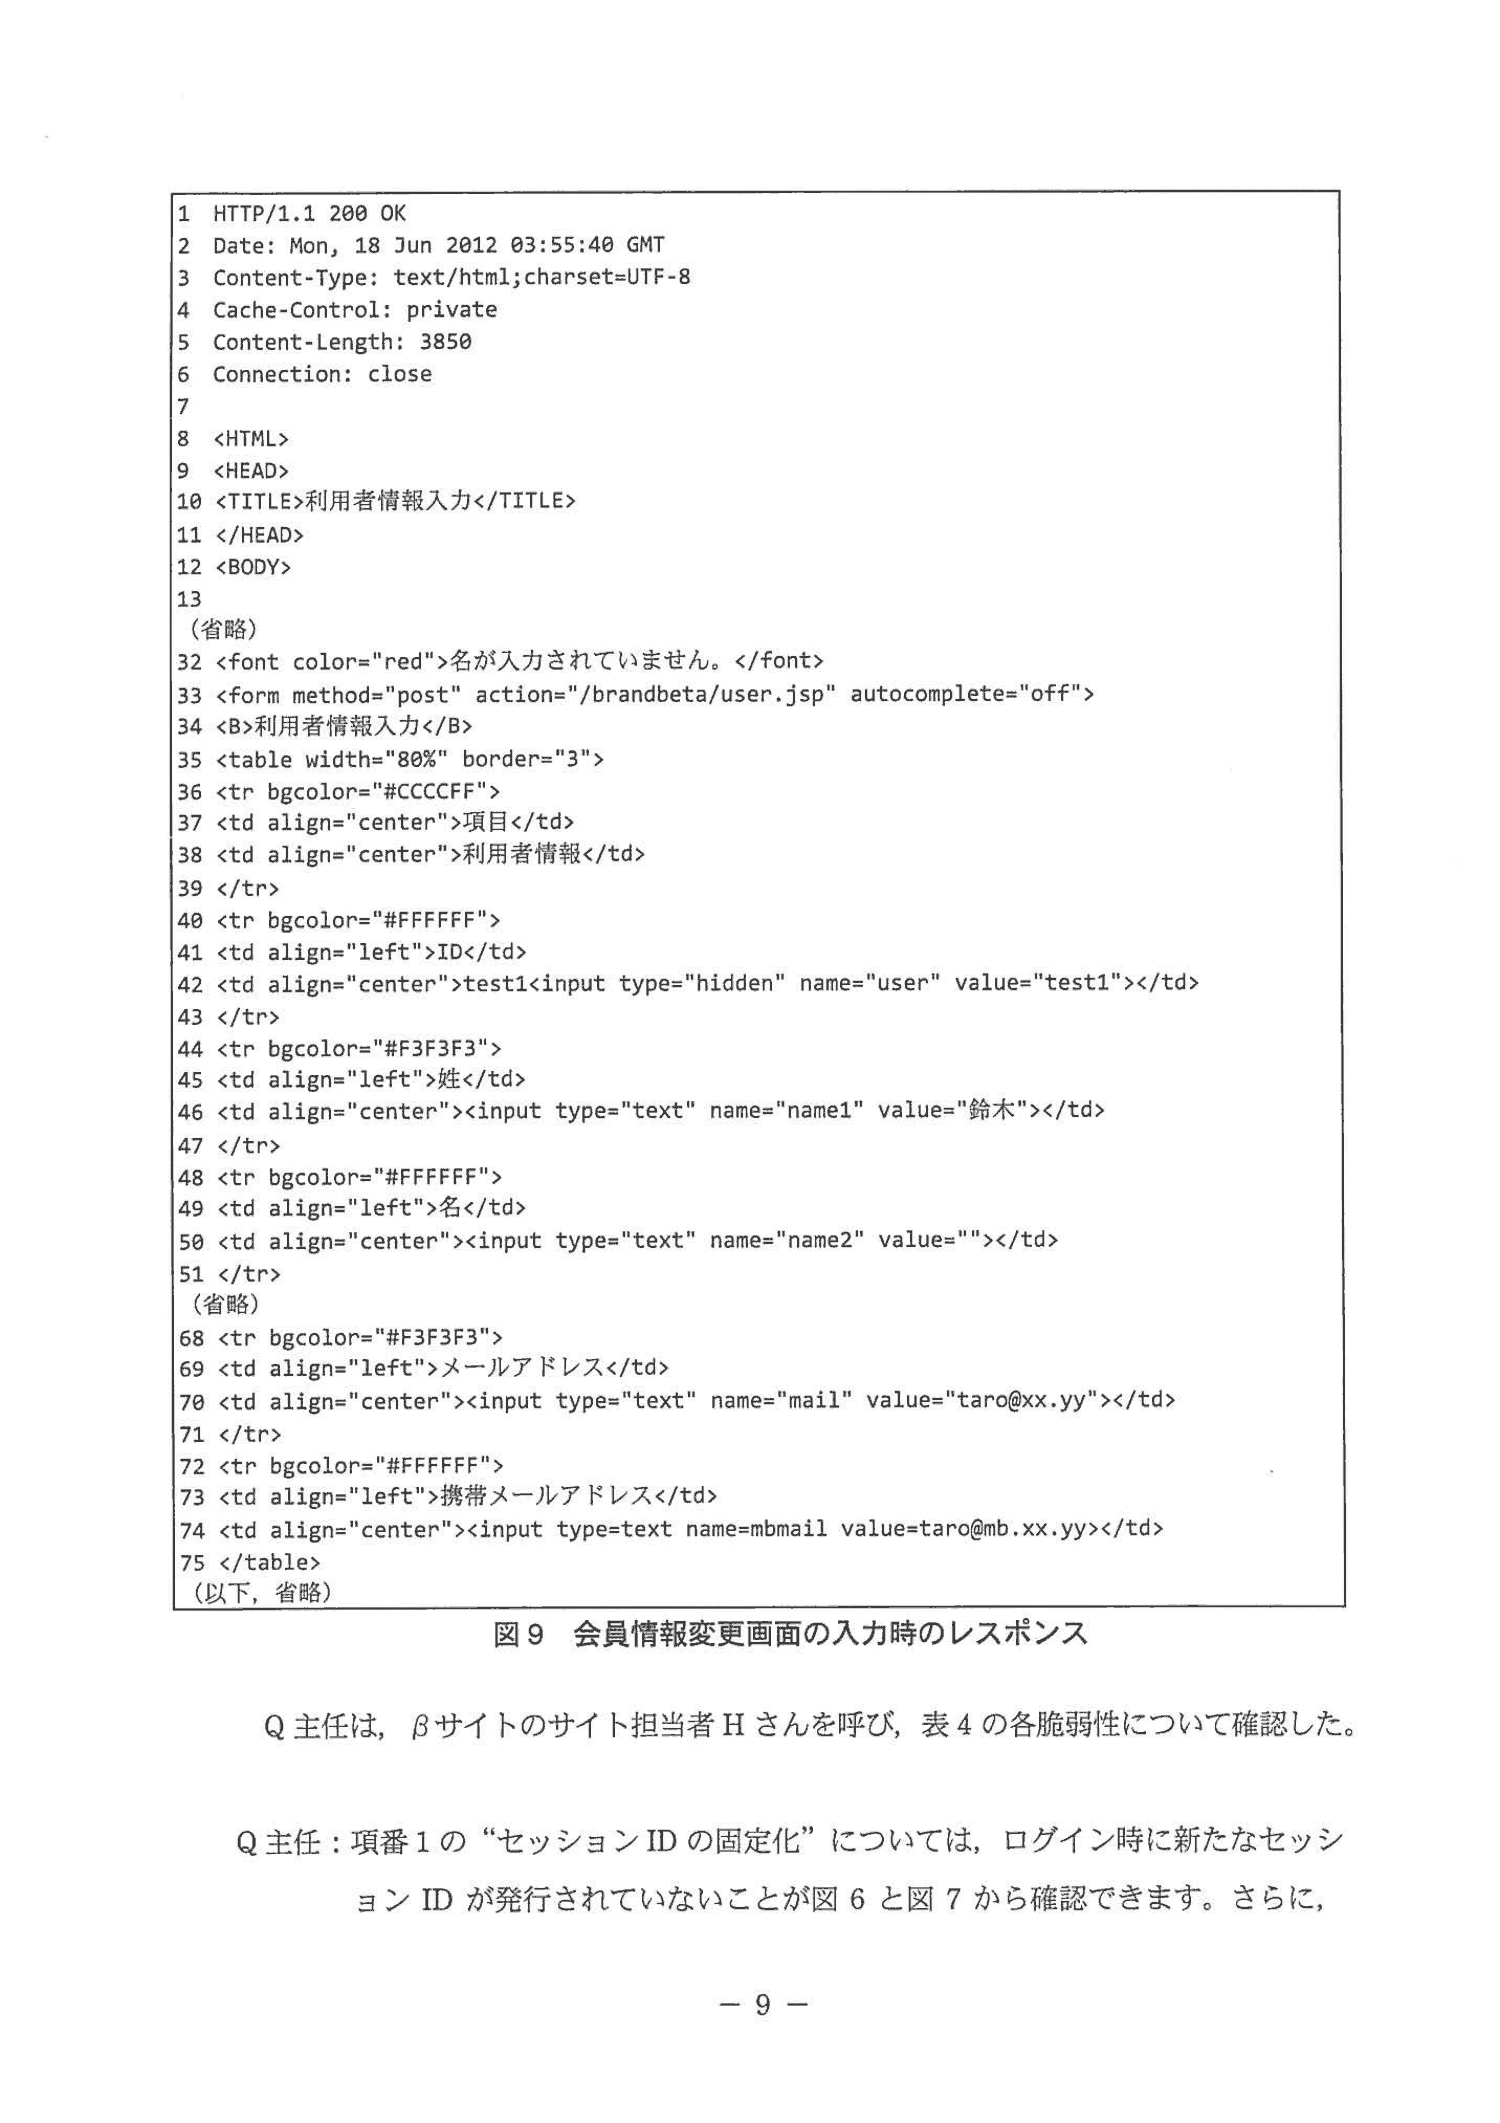 1 HTTP/1.1 200 OK
2 Date: Mon, 18 Jun 2012 03:55:40 GMT
3 Content-Type: text/html;charset=UTF-8
4 Cache-Control: private
5 Content-Length: 3850
6 Connection: close
7
8 <HTML>
9 <HEAD>
10 <TITLE>利用者情報入力</TITLE>
11 </HEAD>
12 <BODY>
13
（省略）
32 <font color="red">名が入力されていません。</font>
33 <form method="post" action="/brandbeta/user.jsp" autocomplete="off">
34 <B>利用者情報入力</B>
35 <table width="80%" border="3">
36 <tr bgcolor="#CCCCFF">
37 <td align="center">項目</td>
38 <td align="center">利用者情報</td>
39 </tr>
40 <tr bgcolor="#FFFFFF">
41 <td align="left">ID</td>
42 <td align="center">test1<input type="hidden" name="user" value="test1"></td>
43 </tr>
44 <tr bgcolor="#F3F3F3">
45 <td align="left">姓</td>
46 <td align="center"><input type="text" name="name1" value="鈴木"></td>
47 </tr>
48 <tr bgcolor="#FFFFFF">
49 <td align="left">名</td>
50 <td align="center"><input type="text" name="name2" value=""></td>
51 </tr>
（省略）
68 <tr bgcolor="#F3F3F3">
69 <td align="left">メールアドレス</td>
70 <td align="center"><input type="text" name="mail" value="taro@xx.yy"></td>
71 </tr>
72 <tr bgcolor="#FFFFFF">
73 <td align="left">携帯メールアドレス</td>
74 <td align="center"><input type=text name=mbmail value=taro@mb.xx.yy></td>
75 </table>
（以下，省略）
図9 会員情報変更画面の入力時のレスポンス
Q 主任は，βサイトのサイト担当者 H さんを呼び，表 4 の各脆弱性について確認した。
Q 主任：項番 1 の“セッション ID の固定化”については，ログイン時に新たなセッシ
ョン ID が発行されていないことが図 6 と図 7 から確認できます。さらに，
－ 9 －